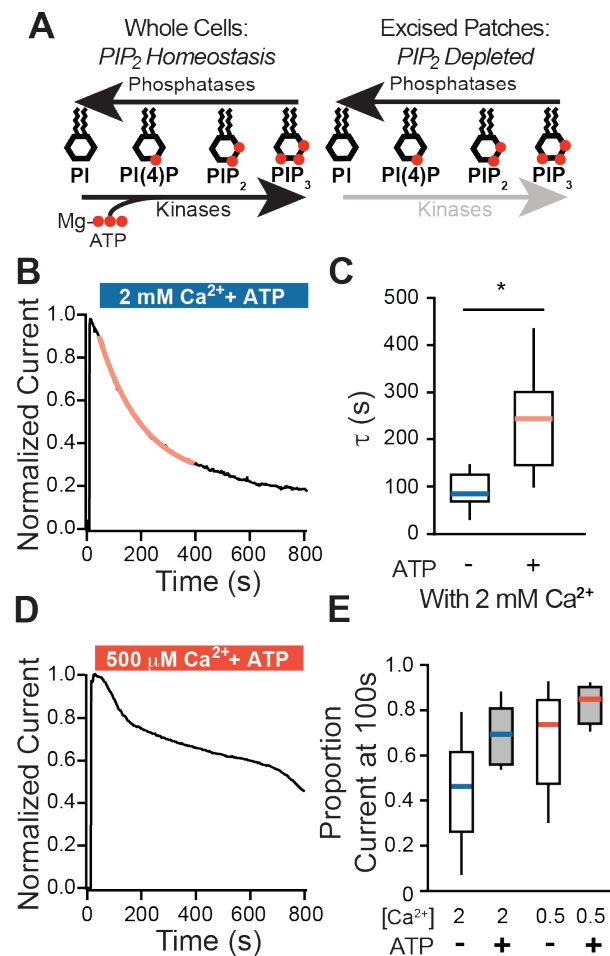 A
Whole Cells:
PIP2 Homeostasis
Phosphatases
PI PI(4)P PIP2 PIP3
Kinases
Mg
ATP
Excised Patches:
PIP2 Depleted
Phosphatases
PI PI(4)P PIP2 PIP3
Kinases
B
2 mM Ca2++ ATP
Normalized Current
1.0
0.8
0.6
0.4
0.2
0.0
0 200 400 600 800
Time (s)
C
*
τ (s)
500
400
300
200
100
0
ATP - +
With 2 mM Ca2+
D
500 μM Ca2++ ATP
Normalized Current
1.0
0.8
0.6
0.4
0.2
0.0
0 200 400 600 800
Time (s)
E
Proportion
Current at 100s
1.0
0.8
0.6
0.4
0.2
0
[Ca2+] 2 2 0.5 0.5
ATP - + - +